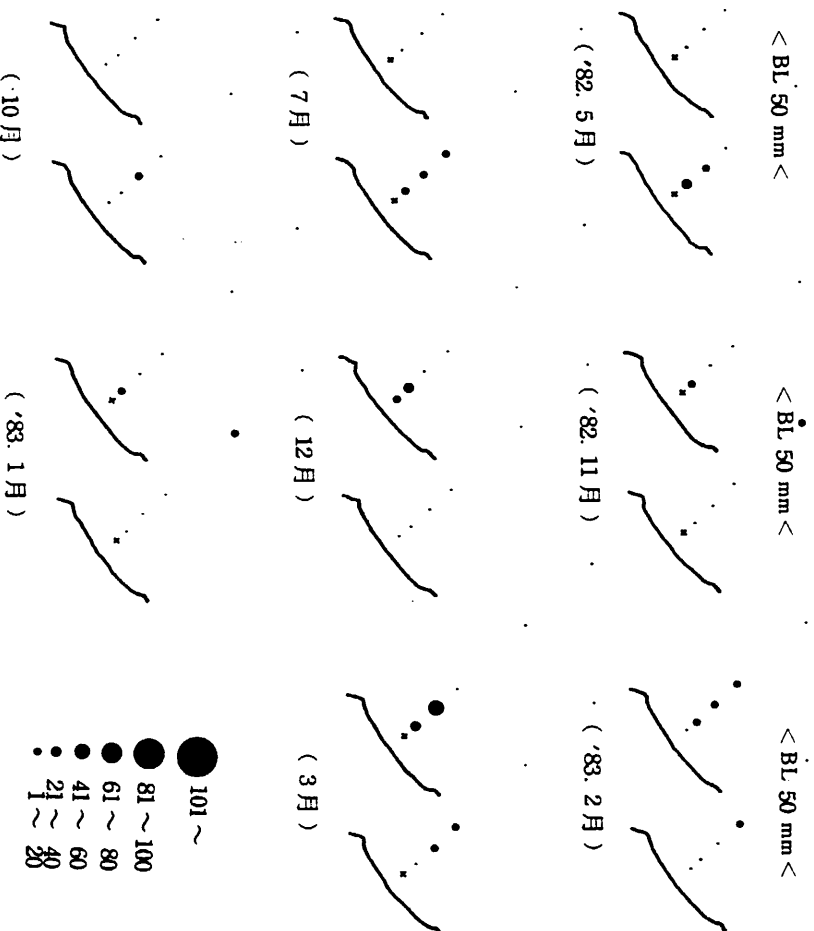 < BL 50 mm <
< BL 50 mm <
< BL 50 mm <
( '82. 5月 )
( '82. 11月 )
( '83. 2月 )
( 7月 )
( 12月 )
( 3月 )
( 10月 )
( '83. 1月 )
101 ~
81 ~ 100
61 ~ 80
41 ~ 60
21 ~ 40
1 ~ 20